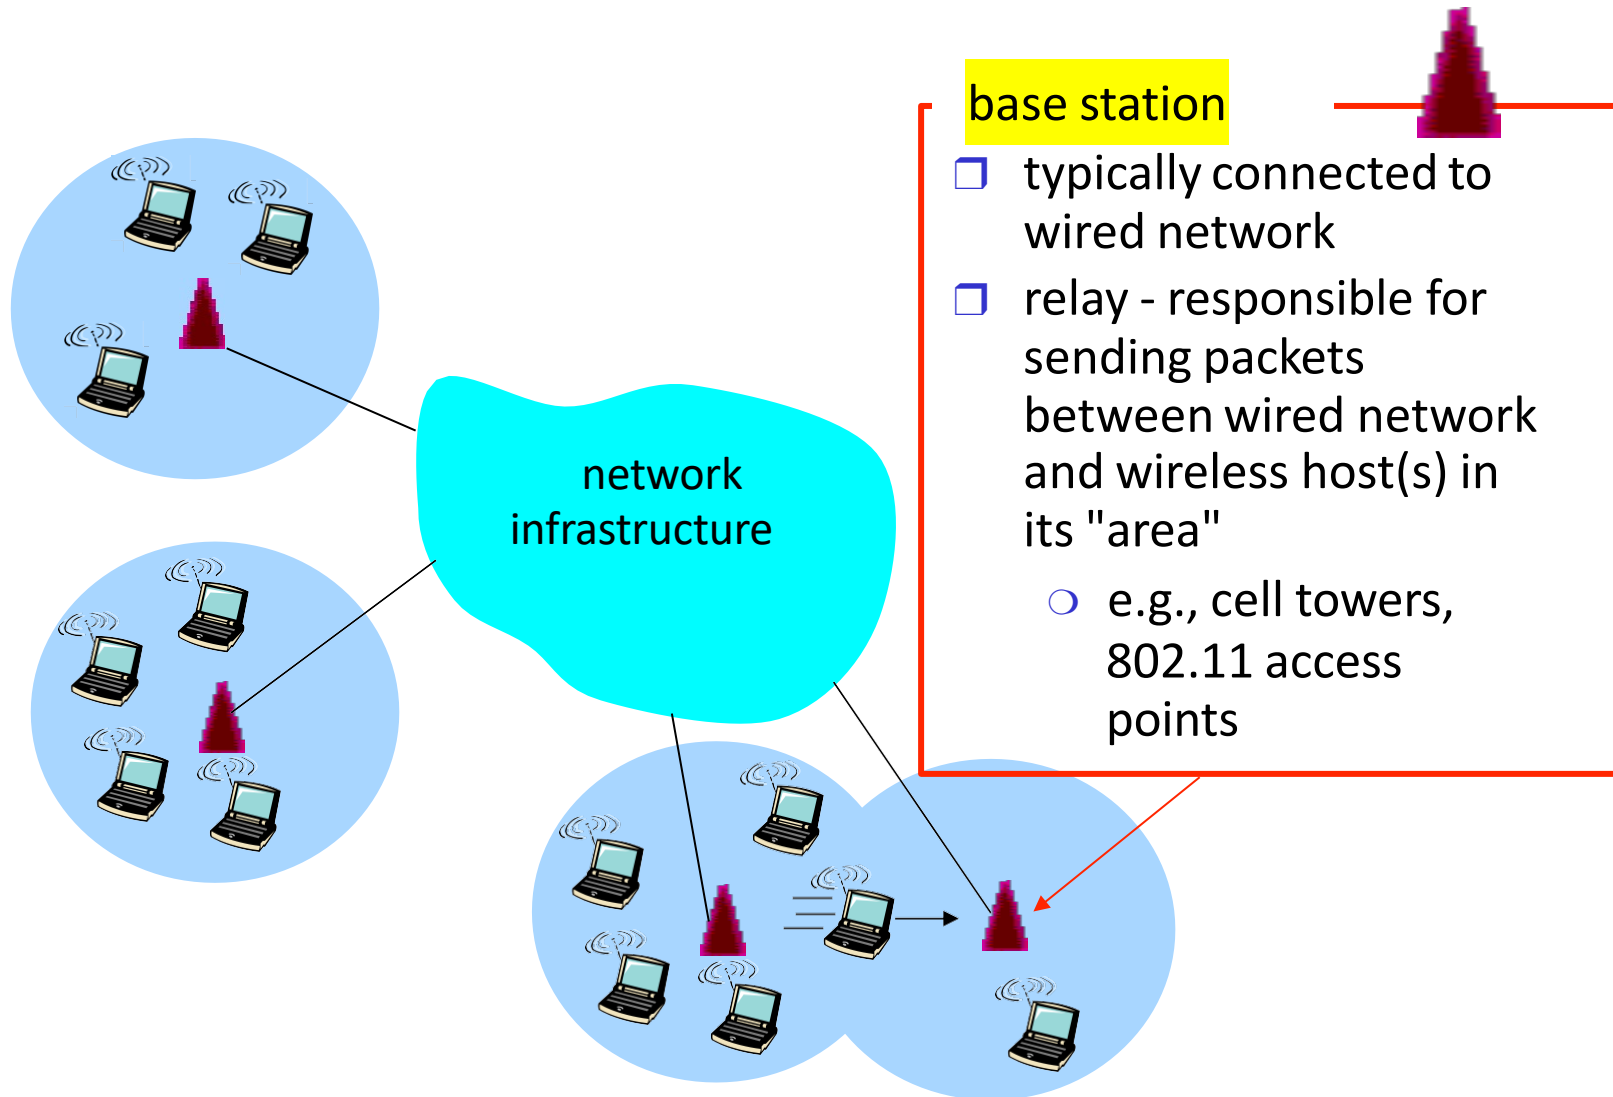 base station
typically connected to
wired network
relay - responsible for
sending packets
between wired network
and wireless host(s) in
its "area"
e.g., cell towers,
802.11 access
points
network
infrastructure